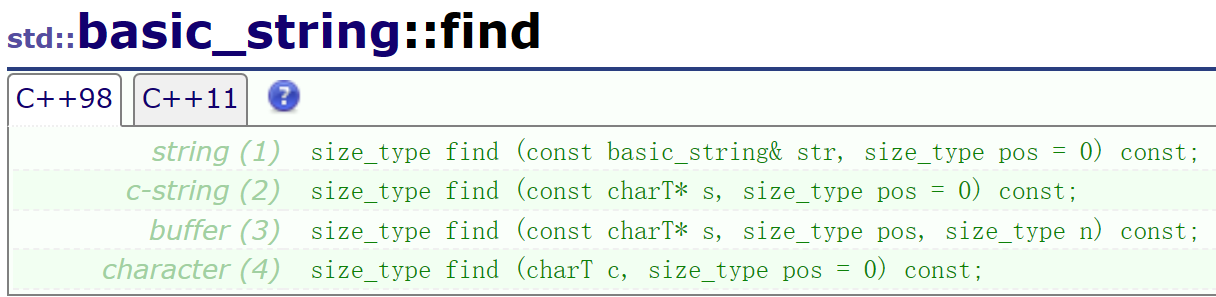 std::basic_string::find
C++98 C++11 ?
string (1) size_type find (const basic_string& str, size_type pos = 0) const;
c-string (2) size_type find (const charT* s, size_type pos = 0) const;
buffer (3) size_type find (const charT* s, size_type pos, size_type n) const;
character (4) size_type find (charT c, size_type pos = 0) const;